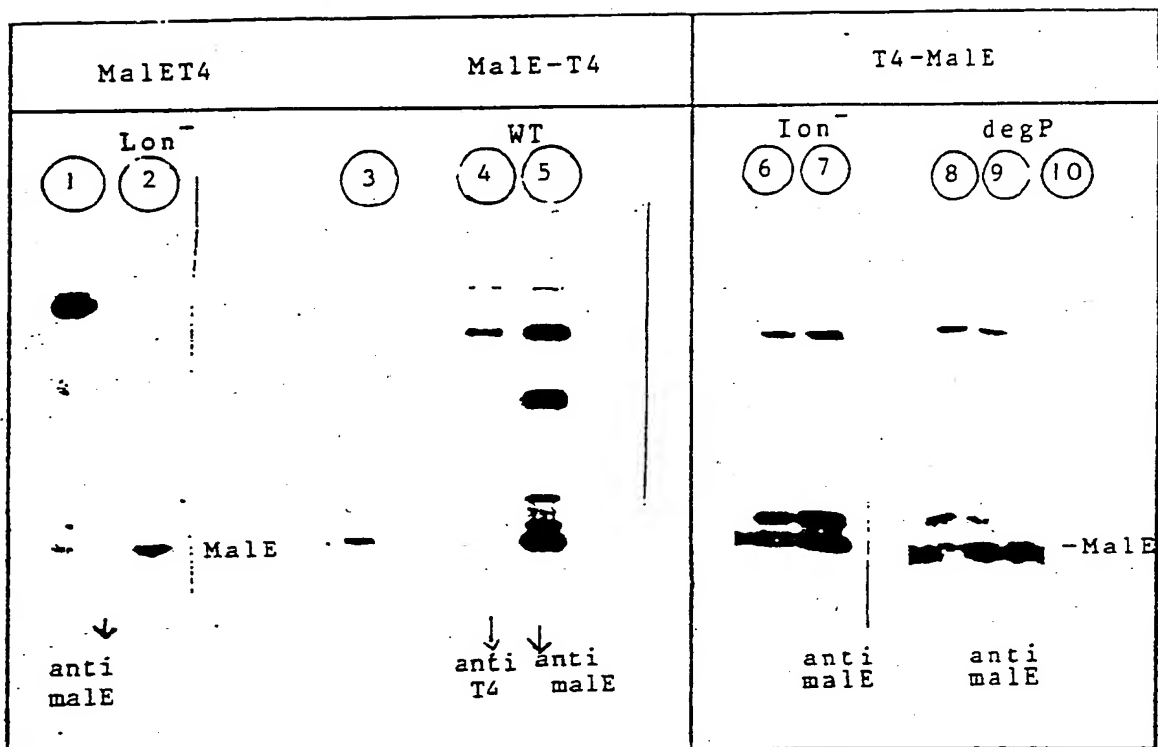 MalET4 MalE-T4 T4-MalE
Lon⁻ WT Ion⁻ degP
1 2 3 4 5 6 7 8 9 10
MalE -MalE
anti malE
anti T4
anti malE
anti malE
anti malE